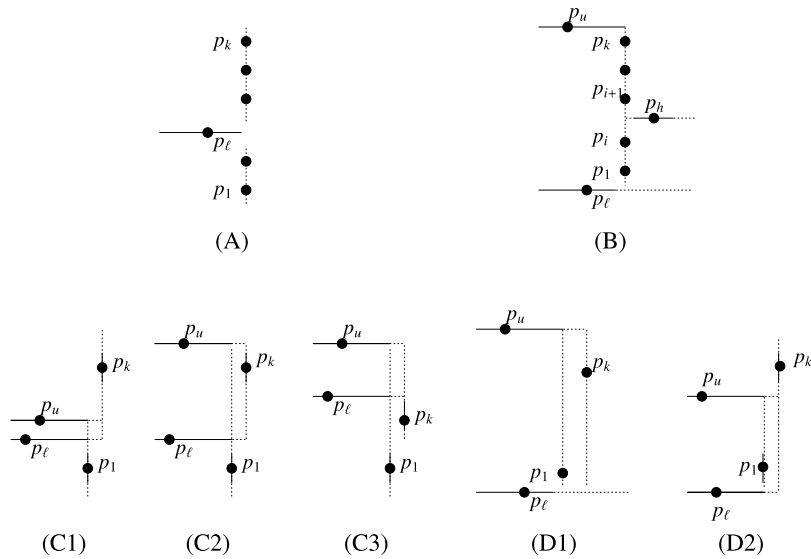 p_u
p_k
p_k
p_{i+1}
p_h
p_ℓ
p_i
p_1
p_1
p_ℓ
(A)
(B)
p_u
p_u
p_u
p_k
p_k
p_k
p_u
p_k
p_u
p_ℓ
p_k
p_ℓ
p_ℓ
p_1
p_1
p_1
p_1
p_1
p_ℓ
p_ℓ
(C1)
(C2)
(C3)
(D1)
(D2)